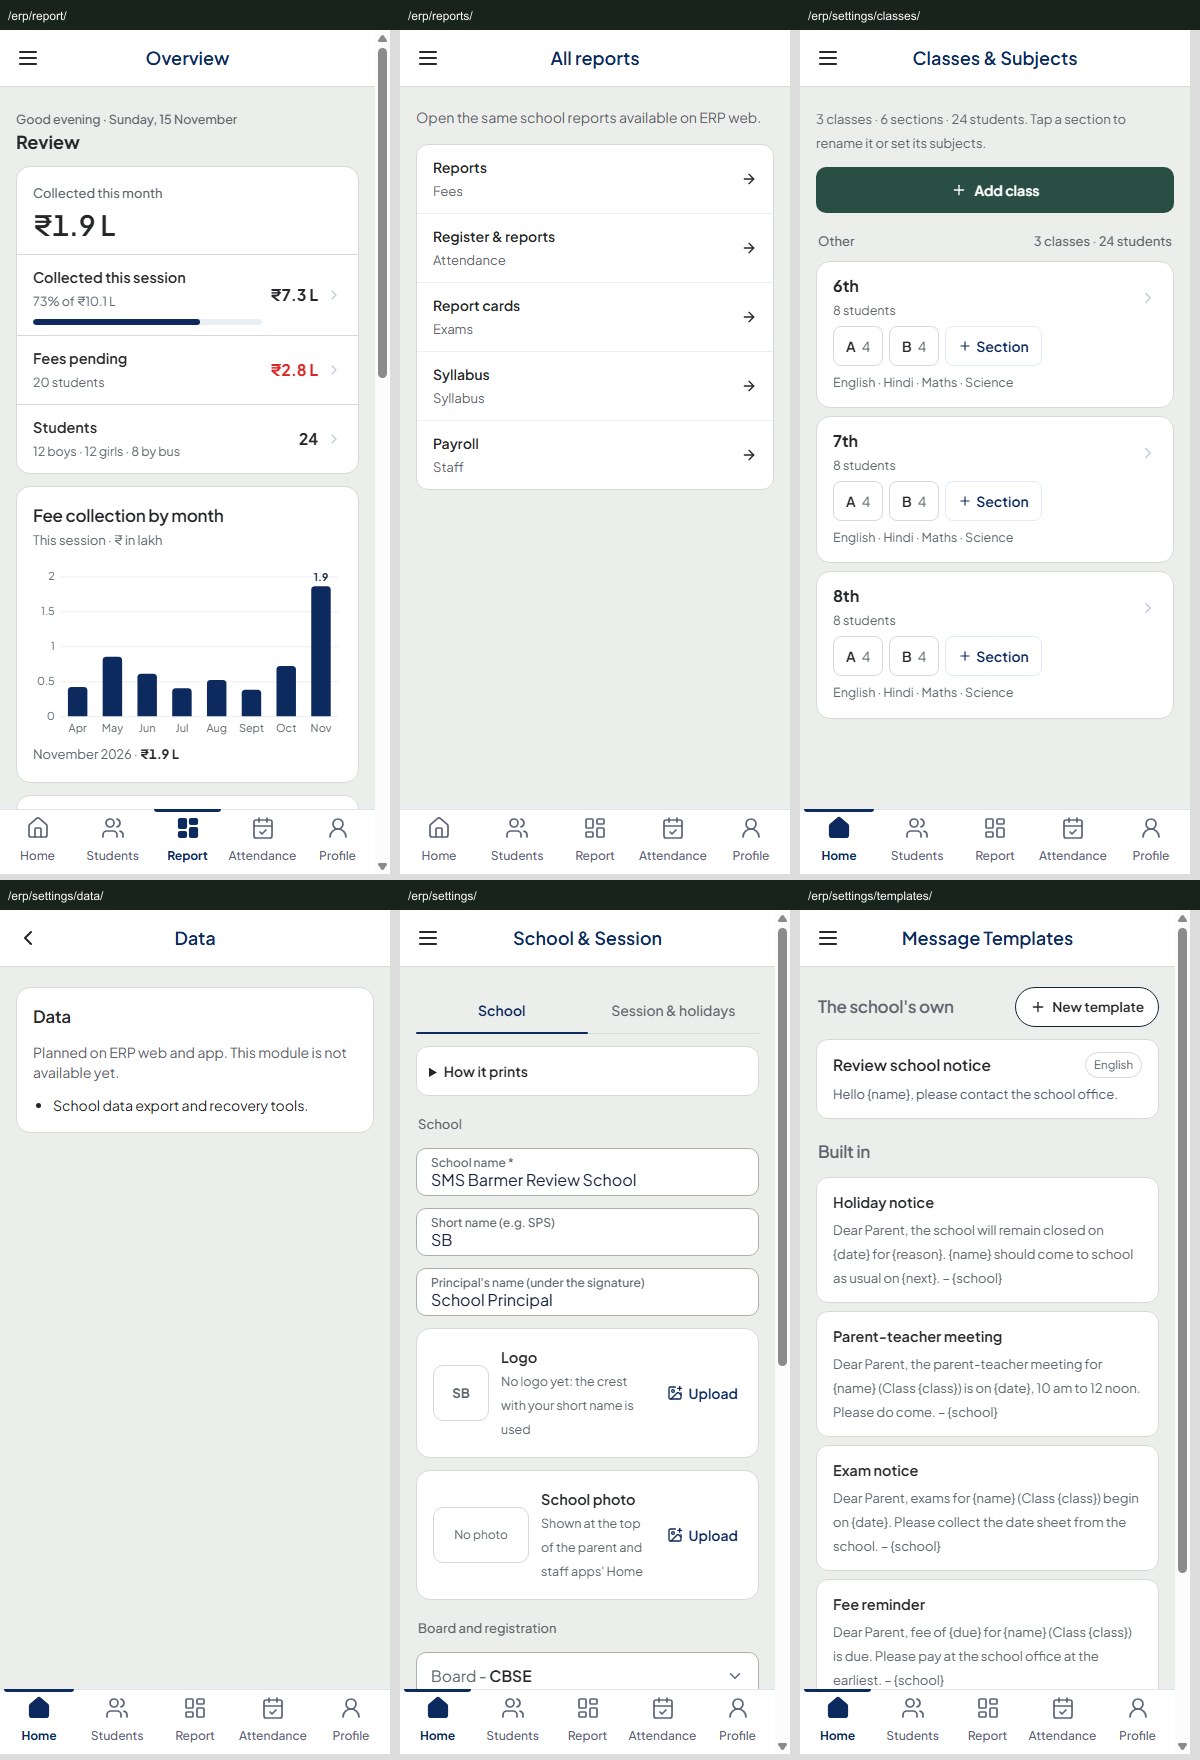 /erp/report/
Overview
Good evening · Sunday, 15 November
Review
Collected this month
₹1.9 L
Collected this session
73% of ₹10.1 L
₹7.3 L
Fees pending
20 students
₹2.8 L
Students
12 boys · 12 girls · 8 by bus
24
Fee collection by month
This session · ₹ in lakh
2
1.5
1
0.5
0
1.9
Apr May Jun Jul Aug Sept Oct Nov
November 2026 · ₹1.9 L
Home Students Report Attendance Profile
/erp/reports/
All reports
Open the same school reports available on ERP web.
Reports
Fees
Register & reports
Attendance
Report cards
Exams
Syllabus
Syllabus
Payroll
Staff
Home Students Report Attendance Profile
/erp/settings/classes/
Classes & Subjects
3 classes · 6 sections · 24 students. Tap a section to
rename it or set its subjects.
+ Add class
Other
3 classes · 24 students
6th
8 students
A 4 B 4 + Section
English · Hindi · Maths · Science
7th
8 students
A 4 B 4 + Section
English · Hindi · Maths · Science
8th
8 students
A 4 B 4 + Section
English · Hindi · Maths · Science
Home Students Report Attendance Profile
/erp/settings/data/
Data
Data
Planned on ERP web and app. This module is not
available yet.
• School data export and recovery tools.
Home Students Report Attendance Profile
/erp/settings/
School & Session
School Session & holidays
How it prints
School
School name *
SMS Barmer Review School
Short name (e.g. SPS)
SB
Principal's name (under the signature)
School Principal
SB
Logo
No logo yet: the crest
with your short name is
used
Upload
No photo
School photo
Shown at the top
of the parent and
staff apps' Home
Upload
Board and registration
Board - CBSE
Home Students Report Attendance Profile
/erp/settings/templates/
Message Templates
The school's own
+ New template
Review school notice
English
Hello {name}, please contact the school office.
Built in
Holiday notice
Dear Parent, the school will remain closed on
{date} for {reason}. {name} should come to school
as usual on {next}. – {school}
Parent-teacher meeting
Dear Parent, the parent-teacher meeting for
{name} (Class {class}) is on {date}, 10 am to 12 noon.
Please do come. – {school}
Exam notice
Dear Parent, exams for {name} (Class {class}) begin
on {date}. Please collect the date sheet from the
school. – {school}
Fee reminder
Dear Parent, fee of {due} for {name} (Class {class})
is due. Please pay at the school office at the
earliest. – {school}
Home Students Report Attendance Profile